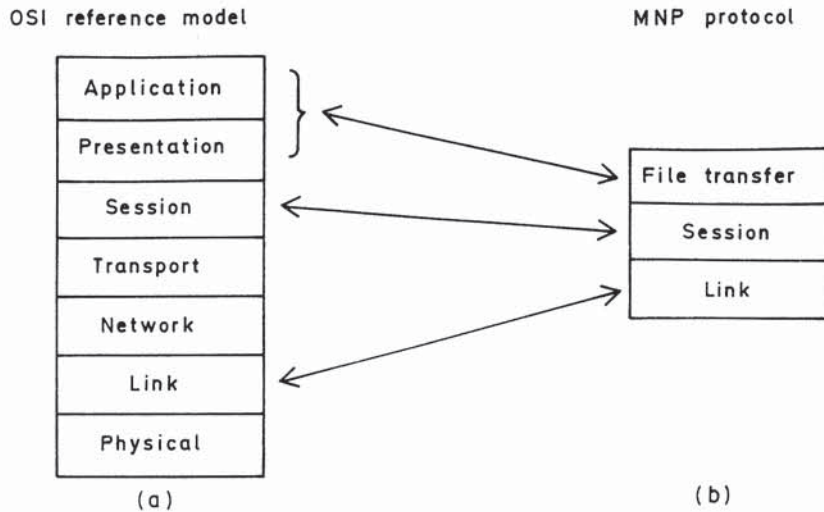 OSI reference model
Application
Presentation
Session
Transport
Network
Link
Physical
(a)
MNP protocol
File transfer
Session
Link
(b)